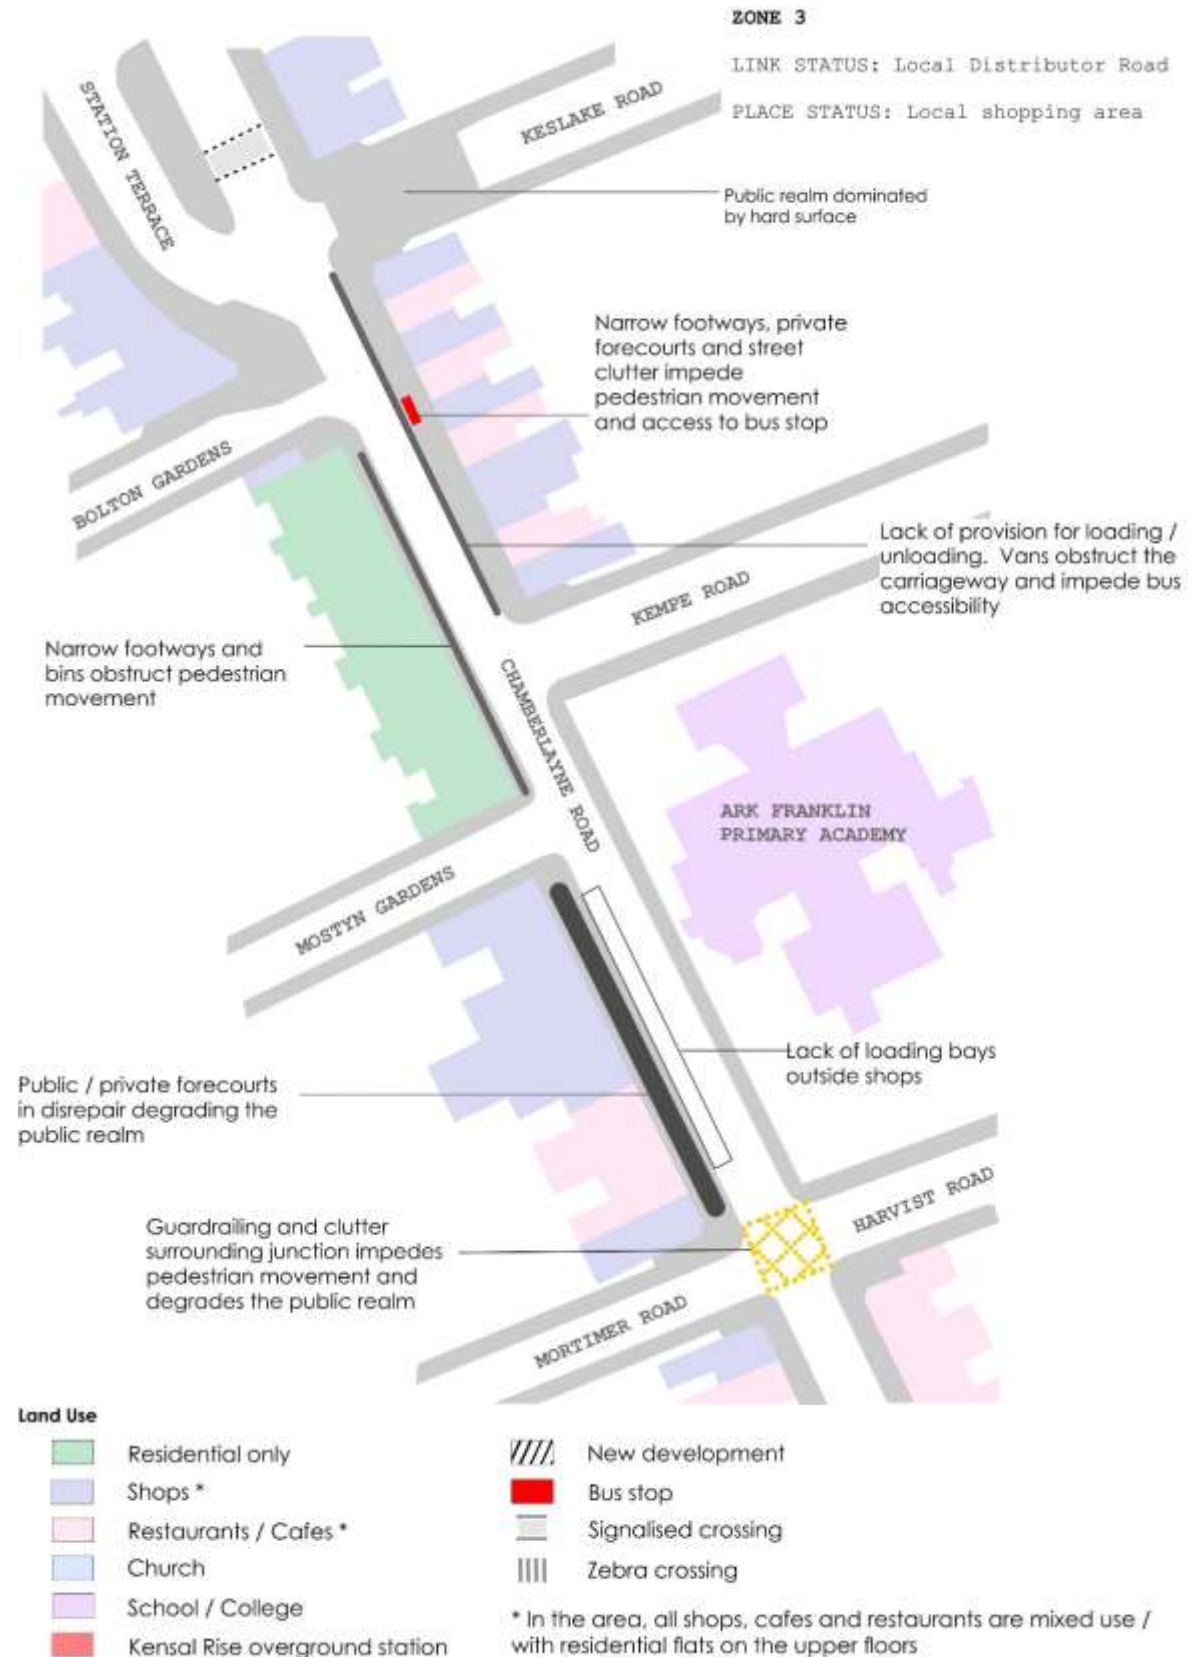 ZONE 3
LINK STATUS: Local Distributor Road
PLACE STATUS: Local shopping area
STATION TERRACE
KESLAKE ROAD
Public realm dominated
by hard surface
Narrow footways, private
forecourts and street
clutter impede
pedestrian movement
and access to bus stop
BOLTON GARDENS
Lack of provision for loading /
unloading. Vans obstruct the
carriageway and impede bus
accessibility
KEMPE ROAD
Narrow footways and
bins obstruct pedestrian
movement
CHAMBERLAYNE ROAD
ARK FRANKLIN
PRIMARY ACADEMY
MOSTYN GARDENS
Lack of loading bays
outside shops
Public / private forecourts
in disrepair degrading the
public realm
HARVIST ROAD
Guardrailing and clutter
surrounding junction impedes
pedestrian movement and
degrades the public realm
MORTIMER ROAD
Land Use
Residential only
Shops *
Restaurants / Cafes *
Church
School / College
Kensal Rise overground station
New development
Bus stop
Signalised crossing
Zebra crossing
* In the area, all shops, cafes and restaurants are mixed use /
with residential flats on the upper floors